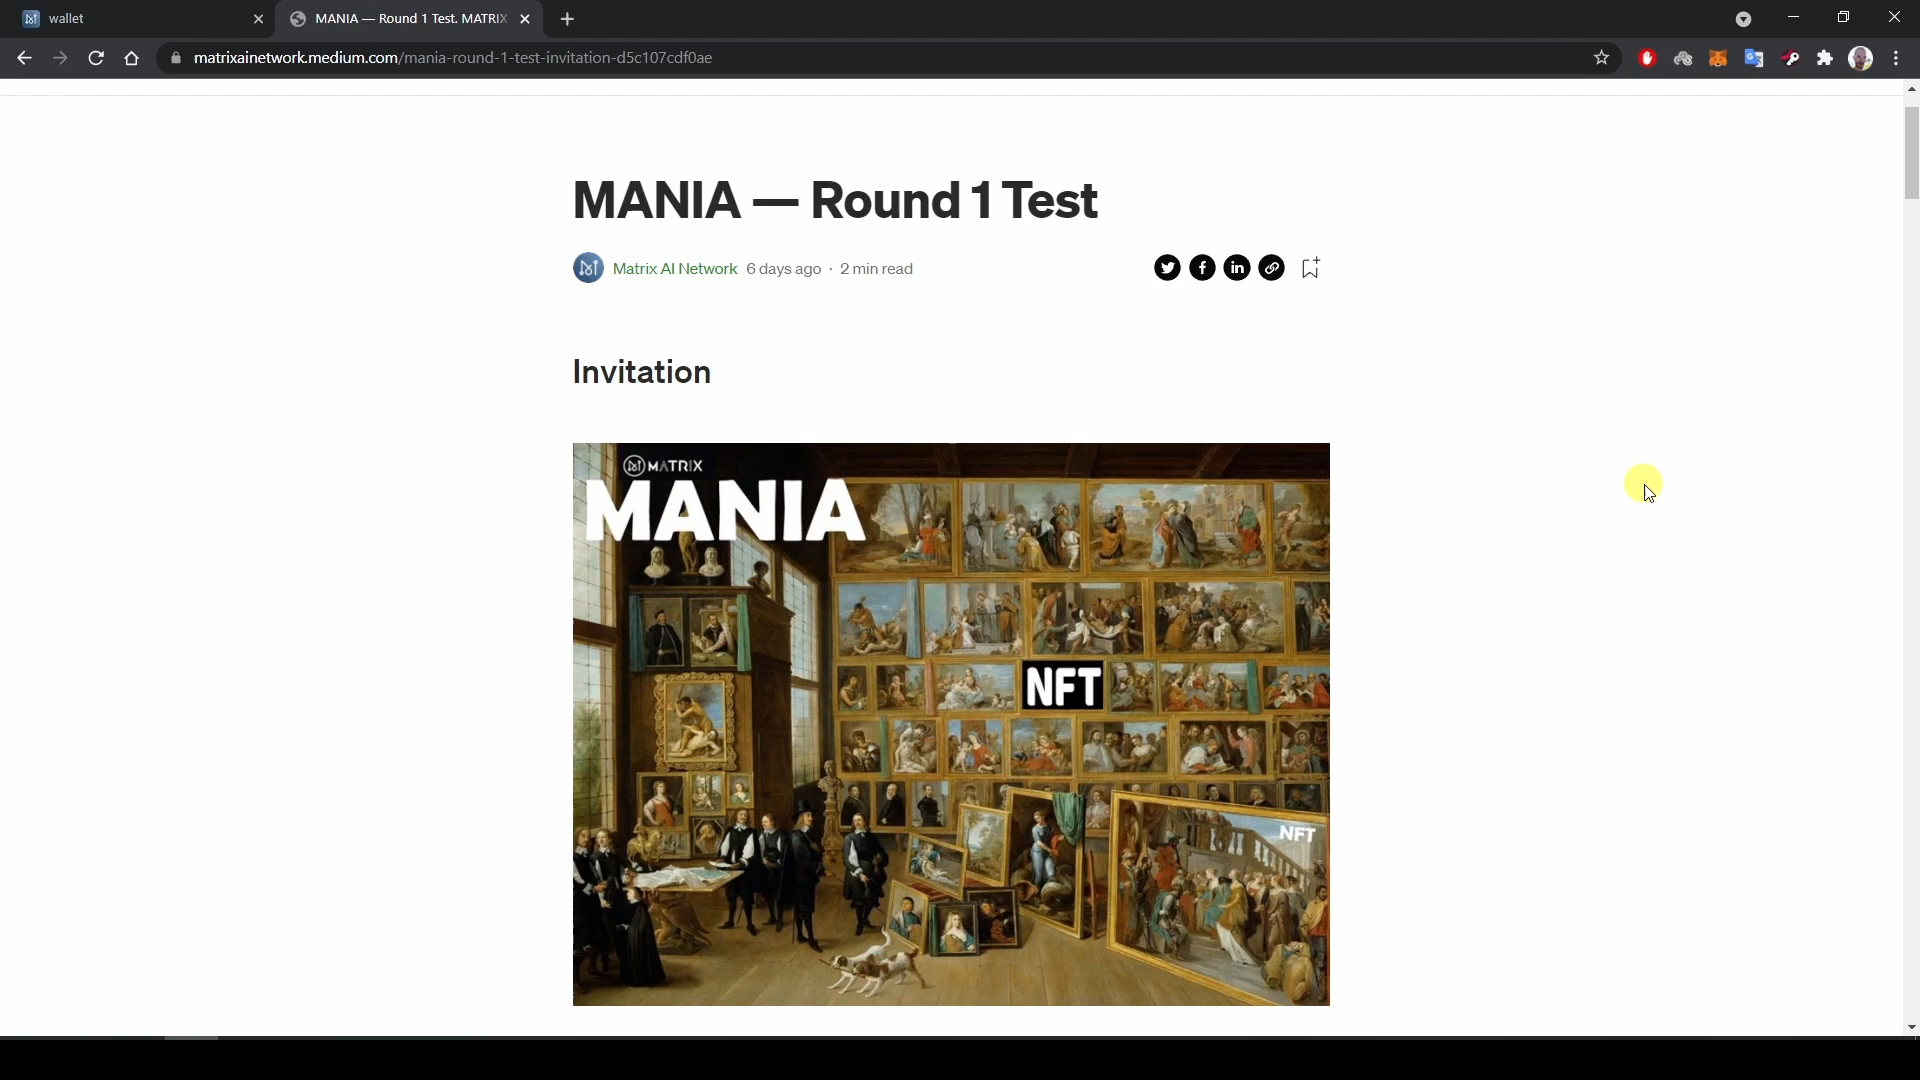 wallet
MANIA — Round 1 Test. MATRIX
matrixainetwork.medium.com/mania-round-1-test-invitation-d5c107cdf0ae
MANIA — Round 1 Test
Matrix AI Network 6 days ago · 2 min read
Invitation
MATRIX
MANIA
NFT
NFT